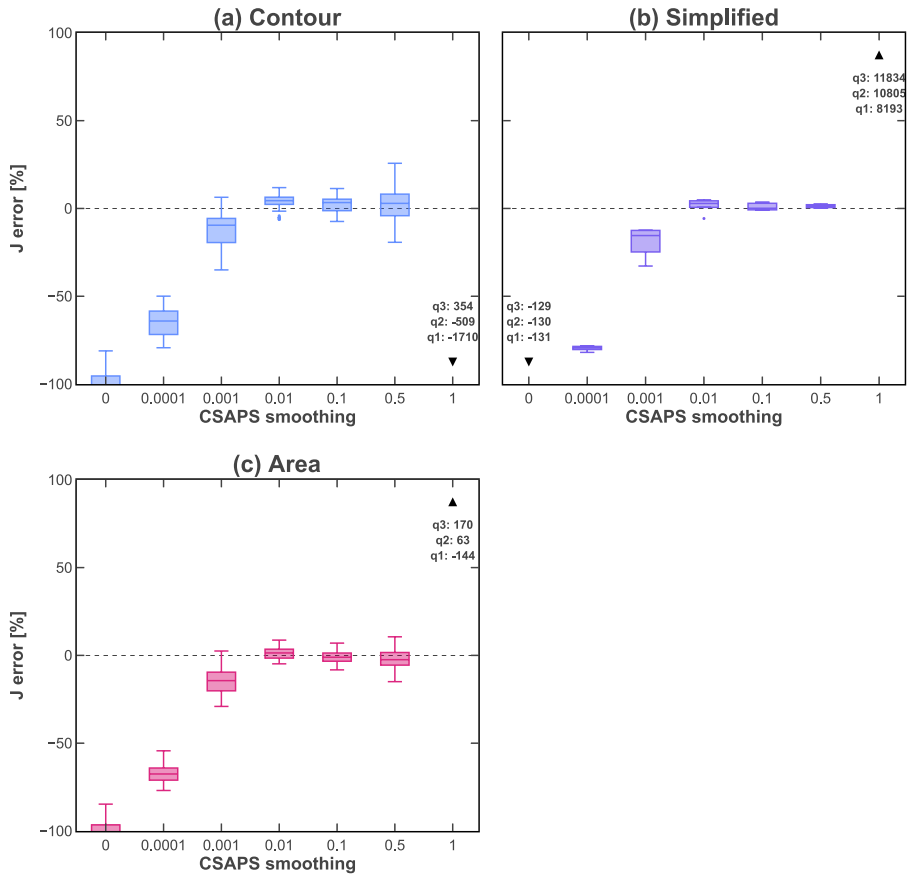 (a) Contour
(b) Simplified
J error [%]
100
50
0
−50
−100
q3: 354
q2: -509
q1: -1710
0 0.0001 0.001 0.01 0.1 0.5 1
CSAPS smoothing
q3: 11834
q2: 10805
q1: 8193
q3: -129
q2: -130
q1: -131
0 0.0001 0.001 0.01 0.1 0.5 1
CSAPS smoothing
(c) Area
J error [%]
100
50
0
−50
−100
q3: 170
q2: 63
q1: -144
0 0.0001 0.001 0.01 0.1 0.5 1
CSAPS smoothing